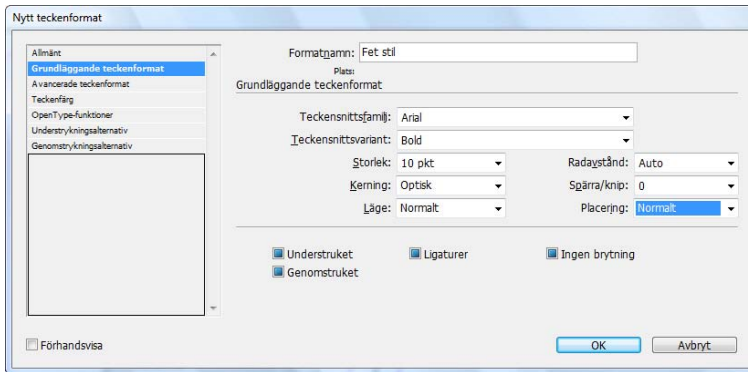 Nytt teckenformat
Allmänt
Grundläggande teckenformat
Avancerade teckenformat
Teckenfärg
OpenType-funktioner
Understrykningsalternativ
Genomstrykningsalternativ
Formatnamn: Fet stil
Plats:
Grundläggande teckenformat
Teckensnittsfamilj: Arial
Teckensnittsvariant: Bold
Storlek: 10 pkt Radavstånd: Auto
Kerning: Optisk Spärra/knip: 0
Läge: Normalt Placering: Normalt
Understruket Ligaturer Ingen brytning
Genomstruket
Förhandsvisa OK Avbryt